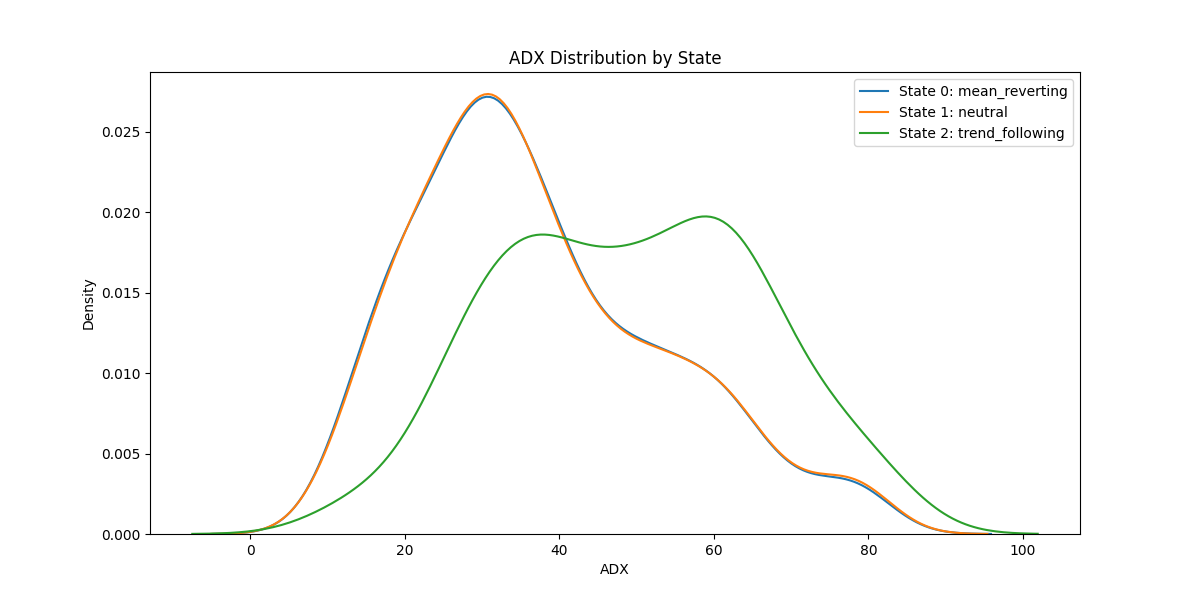 ADX Distribution by State
State 0: mean_reverting
State 1: neutral
State 2: trend_following
Density
0.025
0.020
0.015
0.010
0.005
0.000
0 20 40 60 80 100
ADX